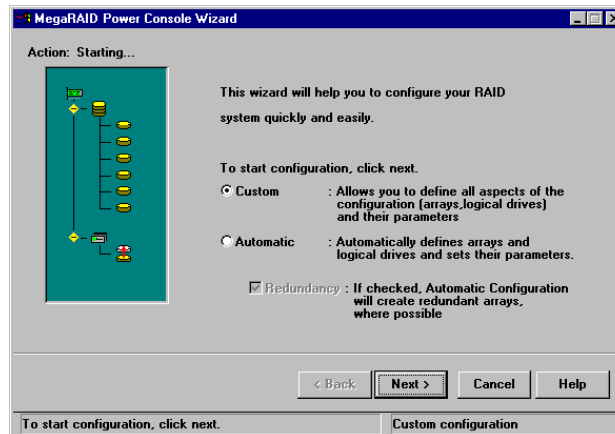 MegaRAID Power Console Wizard
Action: Starting...
This wizard will help you to configure your RAID
system quickly and easily.
To start configuration, click next.
Custom : Allows you to define all aspects of the
configuration (arrays,logical drives)
and their parameters
Automatic : Automatically defines arrays and
logical drives and sets their parameters.
Redundancy : If checked, Automatic Configuration
will create redundant arrays,
where possible
< Back Next > Cancel Help
To start configuration, click next. Custom configuration